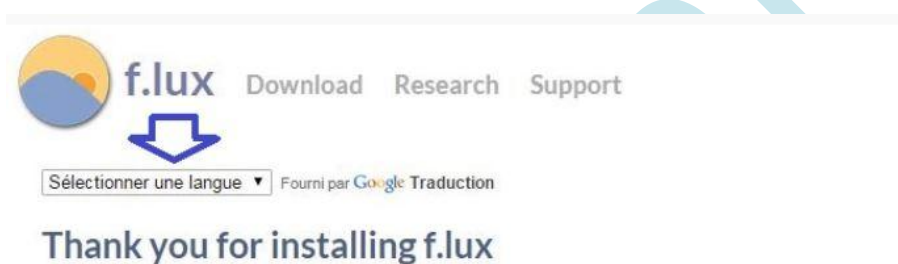 f.lux Download Research Support
Sélectionner une langue ▼ Fourni par Google Traduction
Thank you for installing f.lux